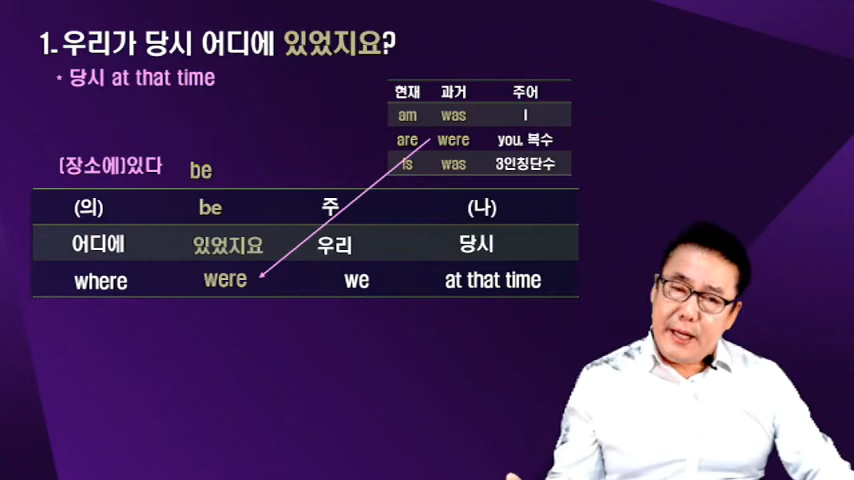 1. 우리가 당시 어디에 있었지요?
* 당시 at that time
현재 과거 주어
am was I
are were you, 복수
is was 3인칭단수
(장소에)있다 be
(의) be 주 (나)
어디에 있었지요 우리 당시
where were we at that time